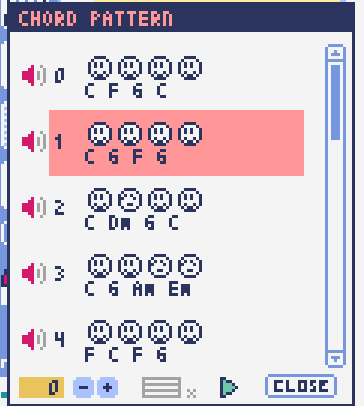 CHORD PATTERN
0
C F G C
1
C G F G
2
C Dm G C
3
C G Am Em
4
F C F G
0 - + x CLOSE